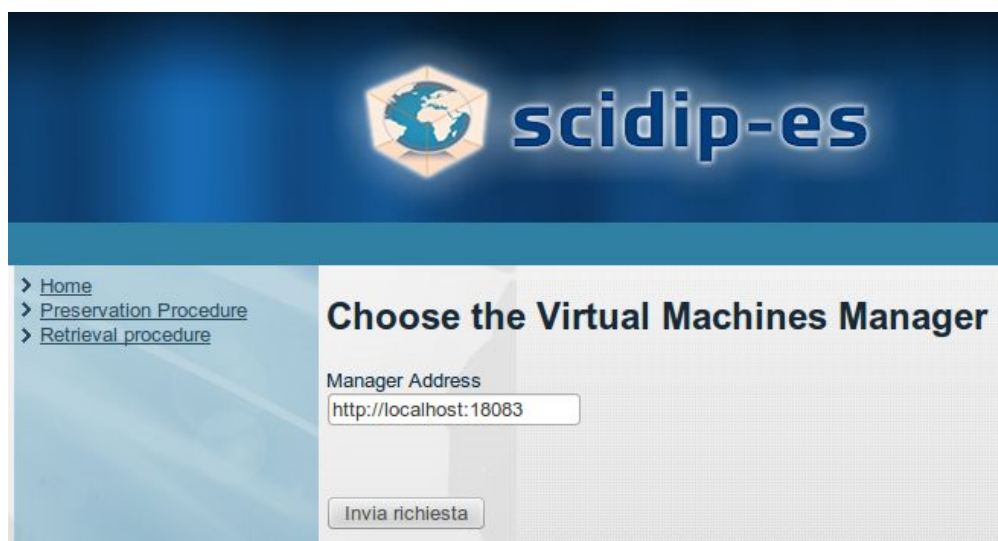 scidip-es
Home
Preservation Procedure
Retrieval procedure
Choose the Virtual Machines Manager
Manager Address
http://localhost:18083
Invia richiesta